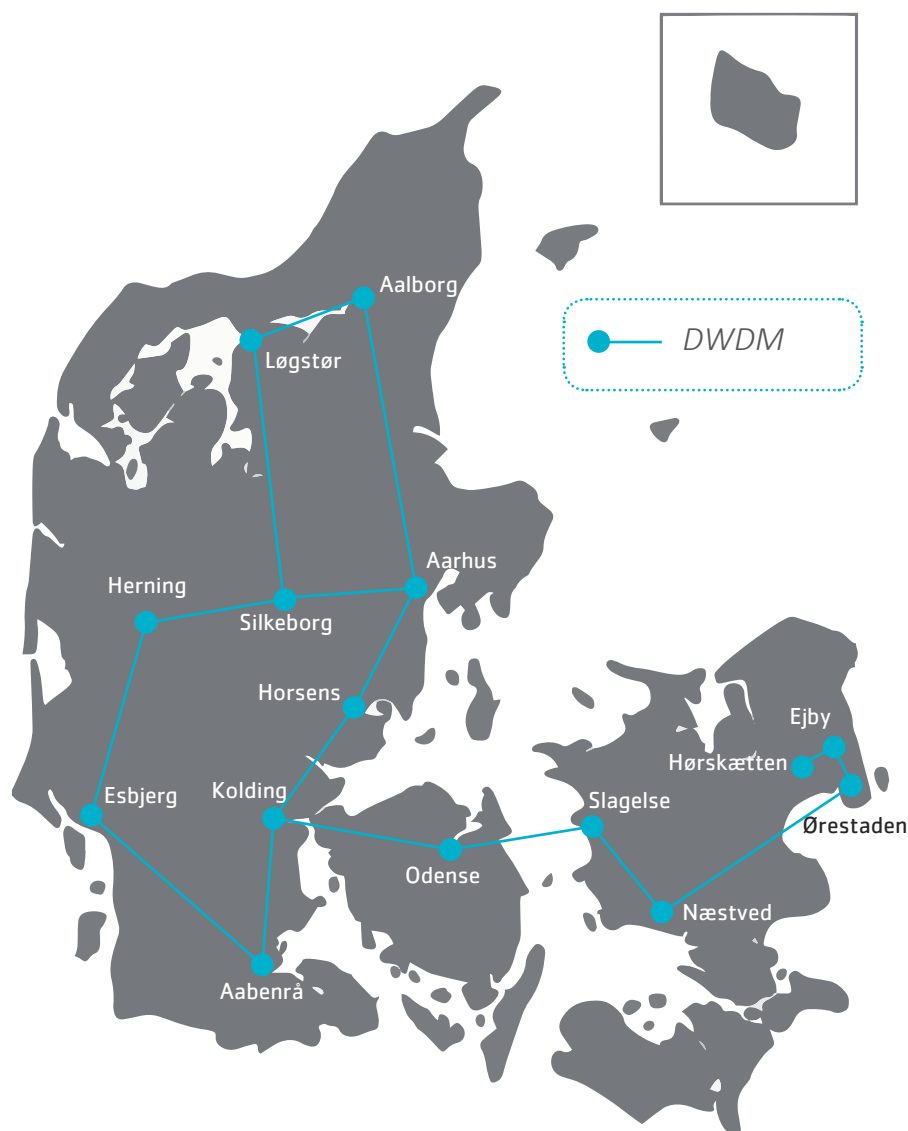 Aalborg
DWDM
Løgstør
Aarhus
Herning
Silkeborg
Horsens
Ejby
Hørskætten
Esbjerg
Kolding
Slagelse
Ørestaden
Odense
Næstved
Aabenrå